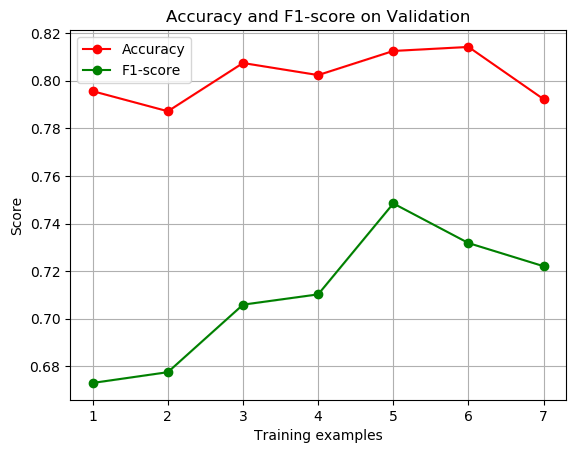 Accuracy and F1-score on Validation
Accuracy
F1-score
0.82
0.80
0.78
0.76
0.74
0.72
0.70
0.68
Score
1 2 3 4 5 6 7
Training examples